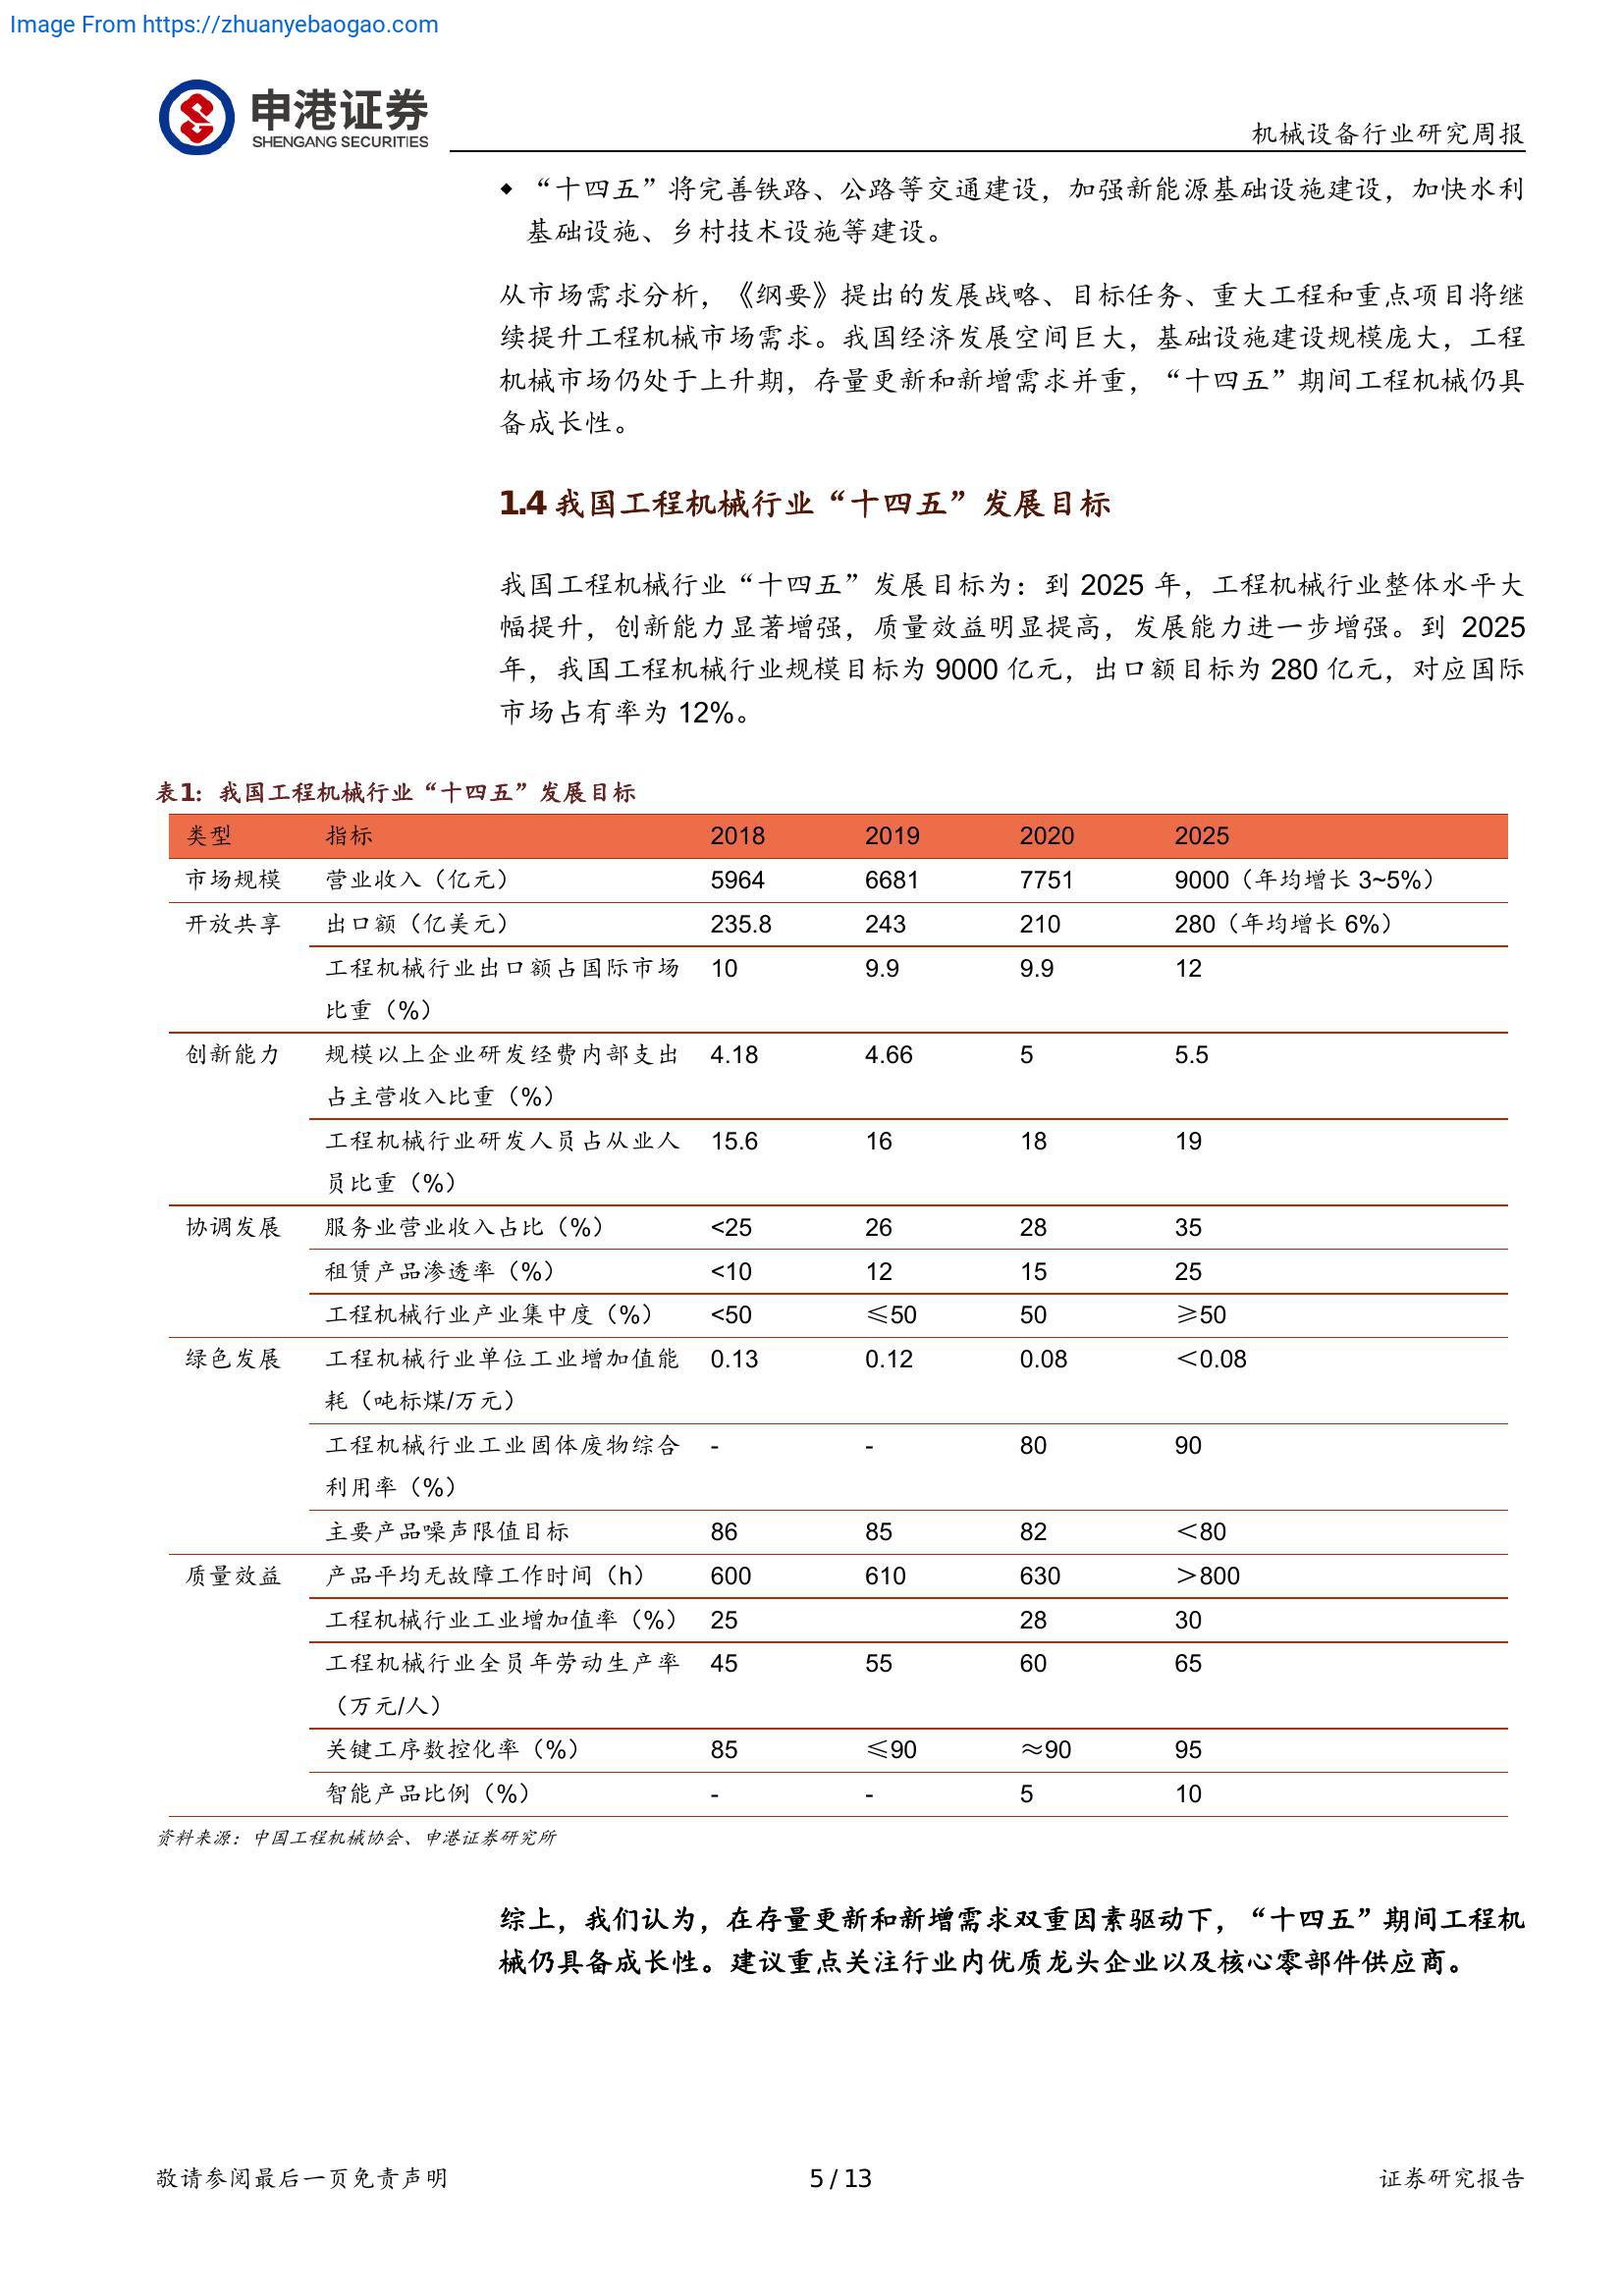 Image From https://zhuanyebaogao.com
申港证券
SHENGANG SECURITIES
机械设备行业研究周报
◆ “十四五”将完善铁路、公路等交通建设，加强新能源基础设施建设，加快水利
基础设施、乡村技术设施等建设。
从市场需求分析，《纲要》提出的发展战略、目标任务、重大工程和重点项目将继
续提升工程机械市场需求。我国经济发展空间巨大，基础设施建设规模庞大，工程
机械市场仍处于上升期，存量更新和新增需求并重，“十四五”期间工程机械仍具
备成长性。
1.4 我国工程机械行业“十四五”发展目标
我国工程机械行业“十四五”发展目标为：到 2025 年，工程机械行业整体水平大
幅提升，创新能力显著增强，质量效益明显提高，发展能力进一步增强。到 2025
年，我国工程机械行业规模目标为 9000 亿元，出口额目标为 280 亿元，对应国际
市场占有率为 12%。
表1：我国工程机械行业“十四五”发展目标
类型 指标 2018 2019 2020 2025
市场规模 营业收入（亿元） 5964 6681 7751 9000（年均增长 3~5%）
开放共享 出口额（亿美元） 235.8 243 210 280（年均增长 6%）
工程机械行业出口额占国际市场 10 9.9 9.9 12
比重（%）
创新能力 规模以上企业研发经费内部支出 4.18 4.66 5 5.5
占主营收入比重（%）
工程机械行业研发人员占从业人 15.6 16 18 19
员比重（%）
协调发展 服务业营业收入占比（%） <25 26 28 35
租赁产品渗透率（%） <10 12 15 25
工程机械行业产业集中度（%） <50 ≤50 50 ≥50
绿色发展 工程机械行业单位工业增加值能 0.13 0.12 0.08 ＜0.08
耗（吨标煤/万元）
工程机械行业工业固体废物综合 - - 80 90
利用率（%）
主要产品噪声限值目标 86 85 82 ＜80
质量效益 产品平均无故障工作时间（h） 600 610 630 ＞800
工程机械行业工业增加值率（%） 25 28 30
工程机械行业全员年劳动生产率 45 55 60 65
（万元/人）
关键工序数控化率（%） 85 ≤90 ≈90 95
智能产品比例（%） - - 5 10
资料来源：中国工程机械协会、申港证券研究所
综上，我们认为，在存量更新和新增需求双重因素驱动下，“十四五”期间工程机
械仍具备成长性。建议重点关注行业内优质龙头企业以及核心零部件供应商。
敬请参阅最后一页免责声明 5 / 13 证券研究报告